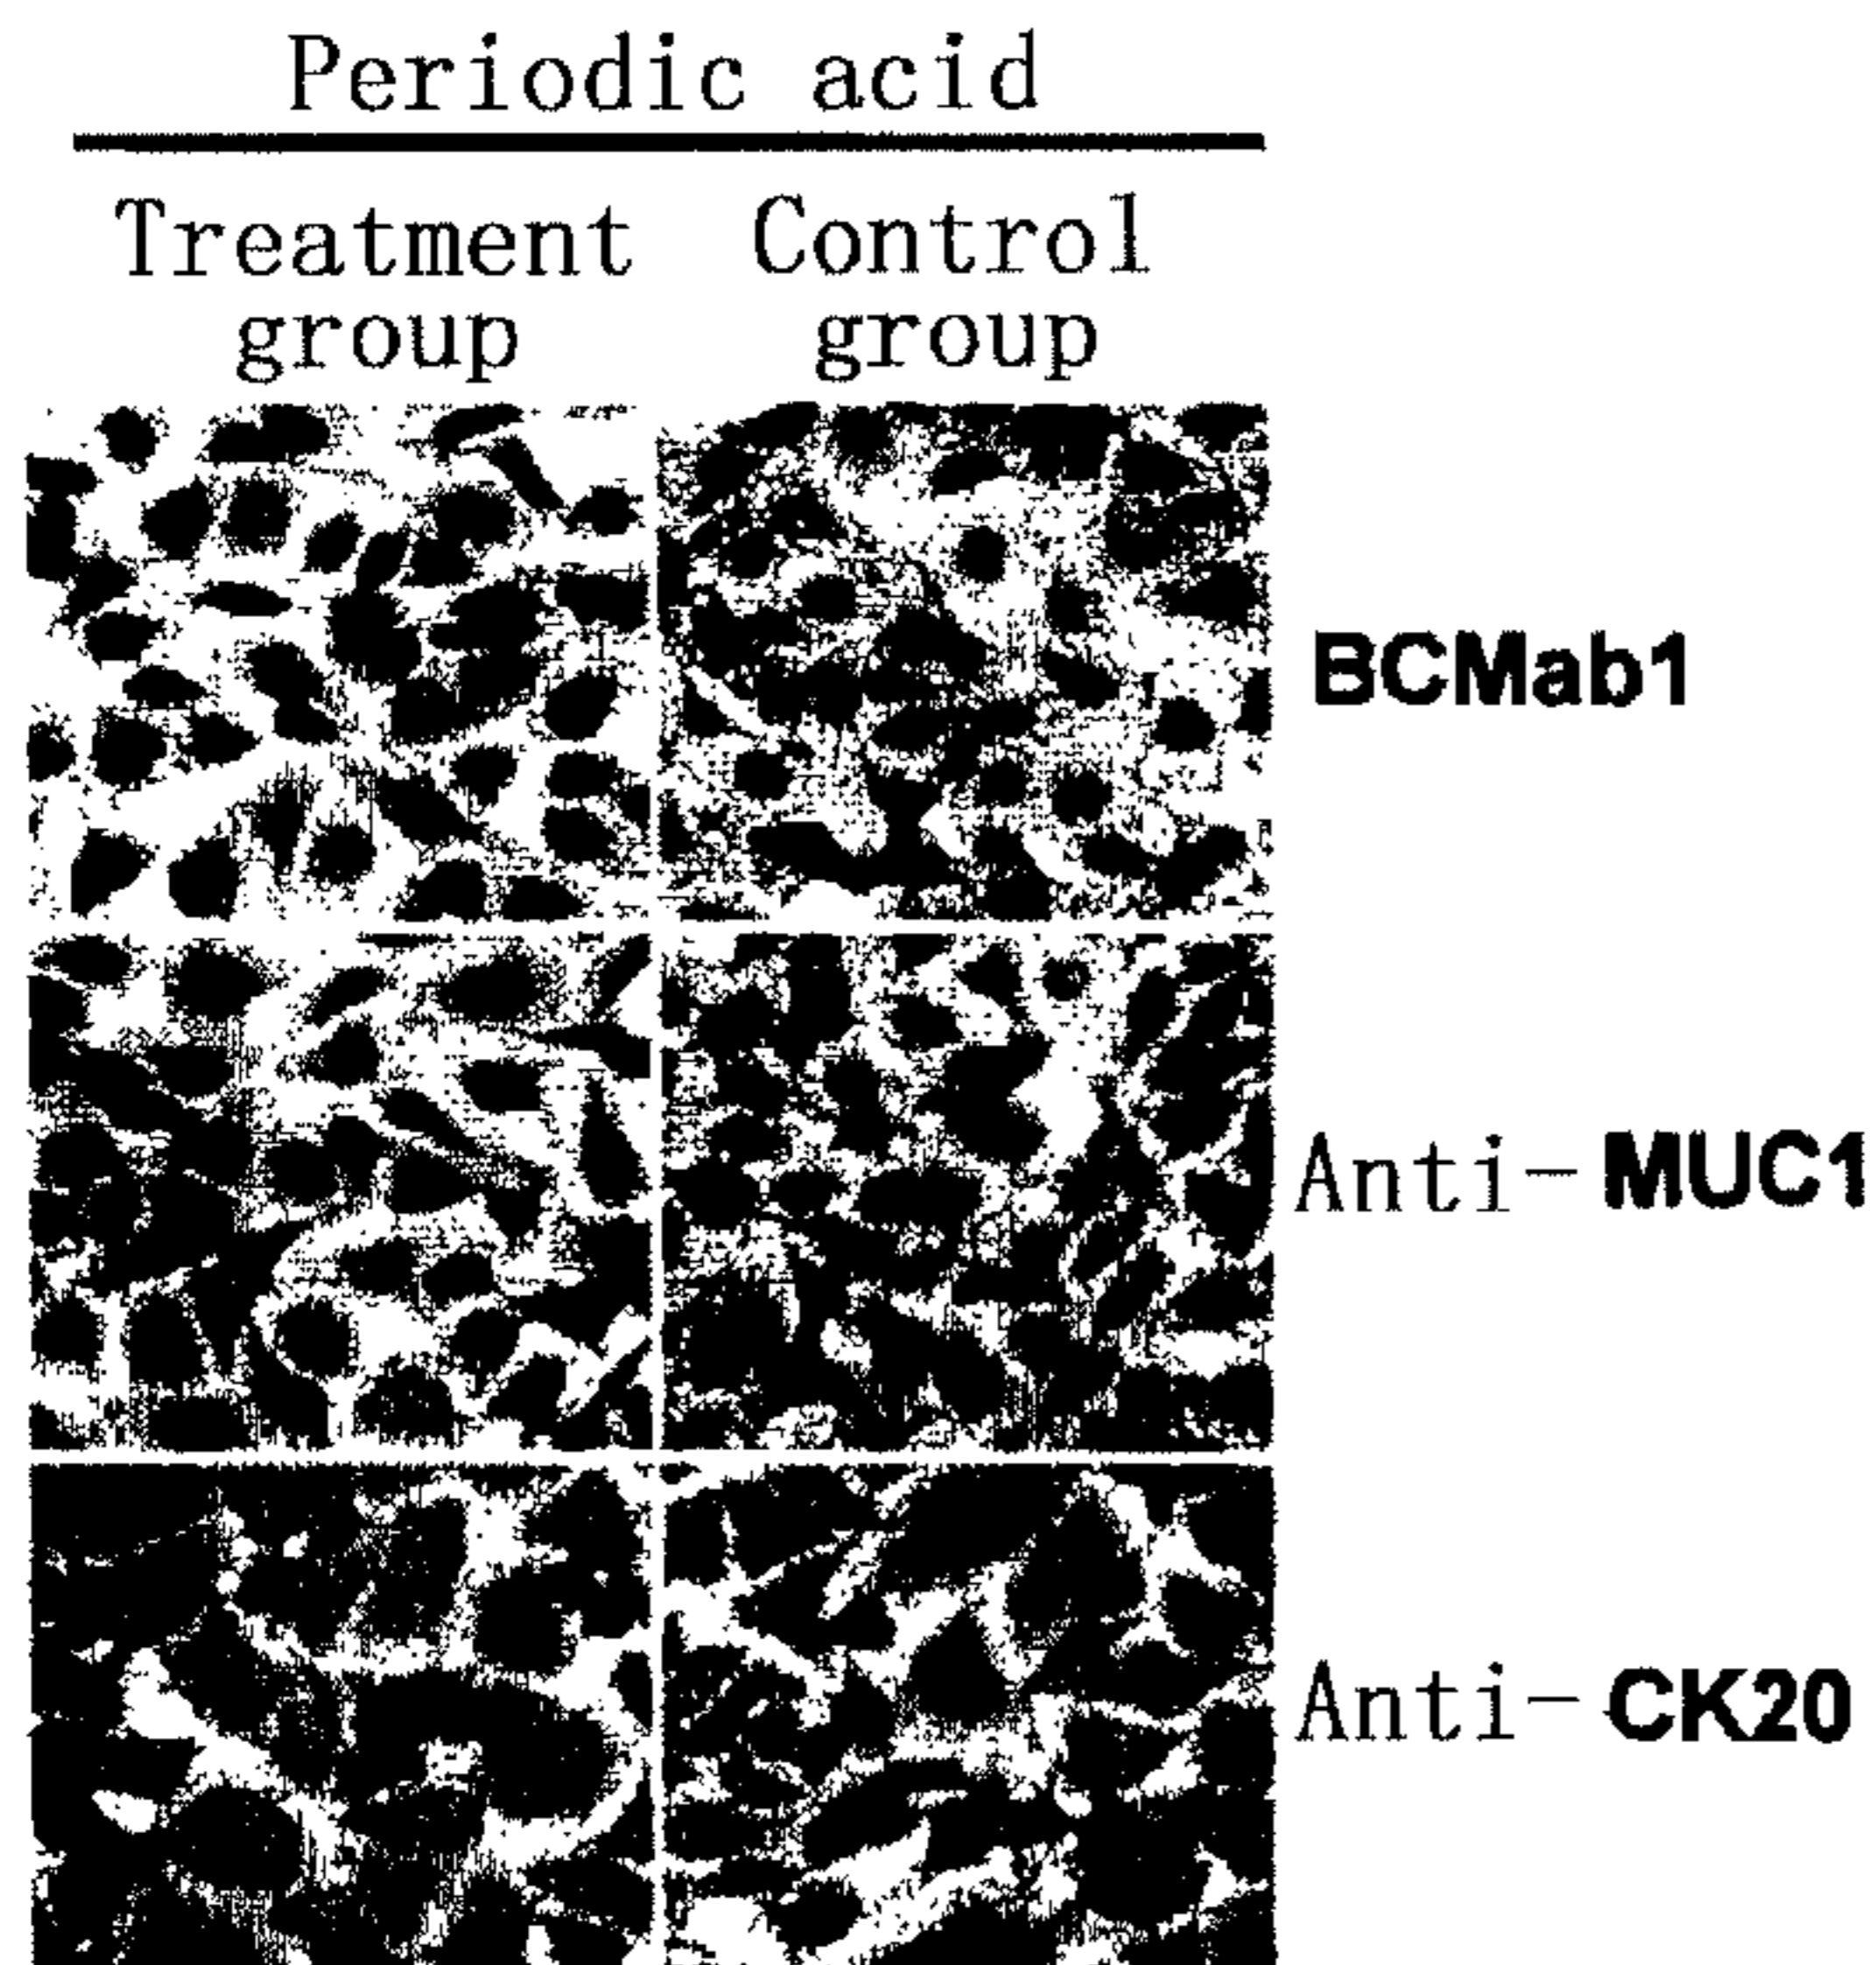 Periodic acid
Treatment group
Control group
BCMab1
Anti-MUC1
Anti-CK20